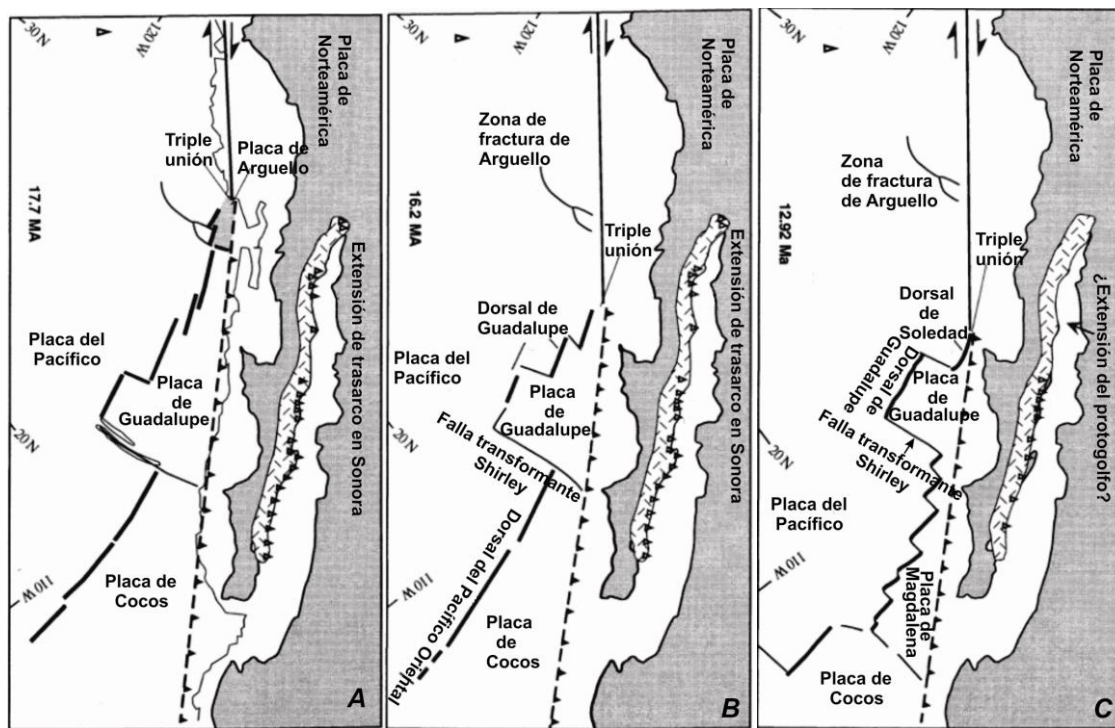 30 N
120 W
Placa de
Norteamérica
Triple
unión
Placa de
Arguello
17.7 MA
Extensión de trasarco en Sonora
Placa del
Pacífico
Placa
de
Guadalupe
20 N
110 W
Placa de
Cocos
A
30 N
120 W
Placa de
Norteamérica
Zona de
fractura de
Arguello
16.2 MA
Triple
unión
Extensión de trasarco en Sonora
Dorsal de
Guadalupe
Placa del
Pacífico
Placa
de
Guadalupe
20 N
Falla transformante
Shirley
Dorsal del Pacífico Oriehtal
110 W
Placa
de
Cocos
B
30 N
120 W
Placa de
Norteamérica
Zona
de fractura
de Arguello
12.92 Ma
Triple
unión
¿Extensión del protogolfo?
Dorsal
de
Soledad
Dorsal de
Guadalupe
Placa
de
Guadalupe
20 N
Falla transformante
Shirley
Placa del
Pacífico
110 W
Placa de
Magdalena
Placa de
Cocos
C